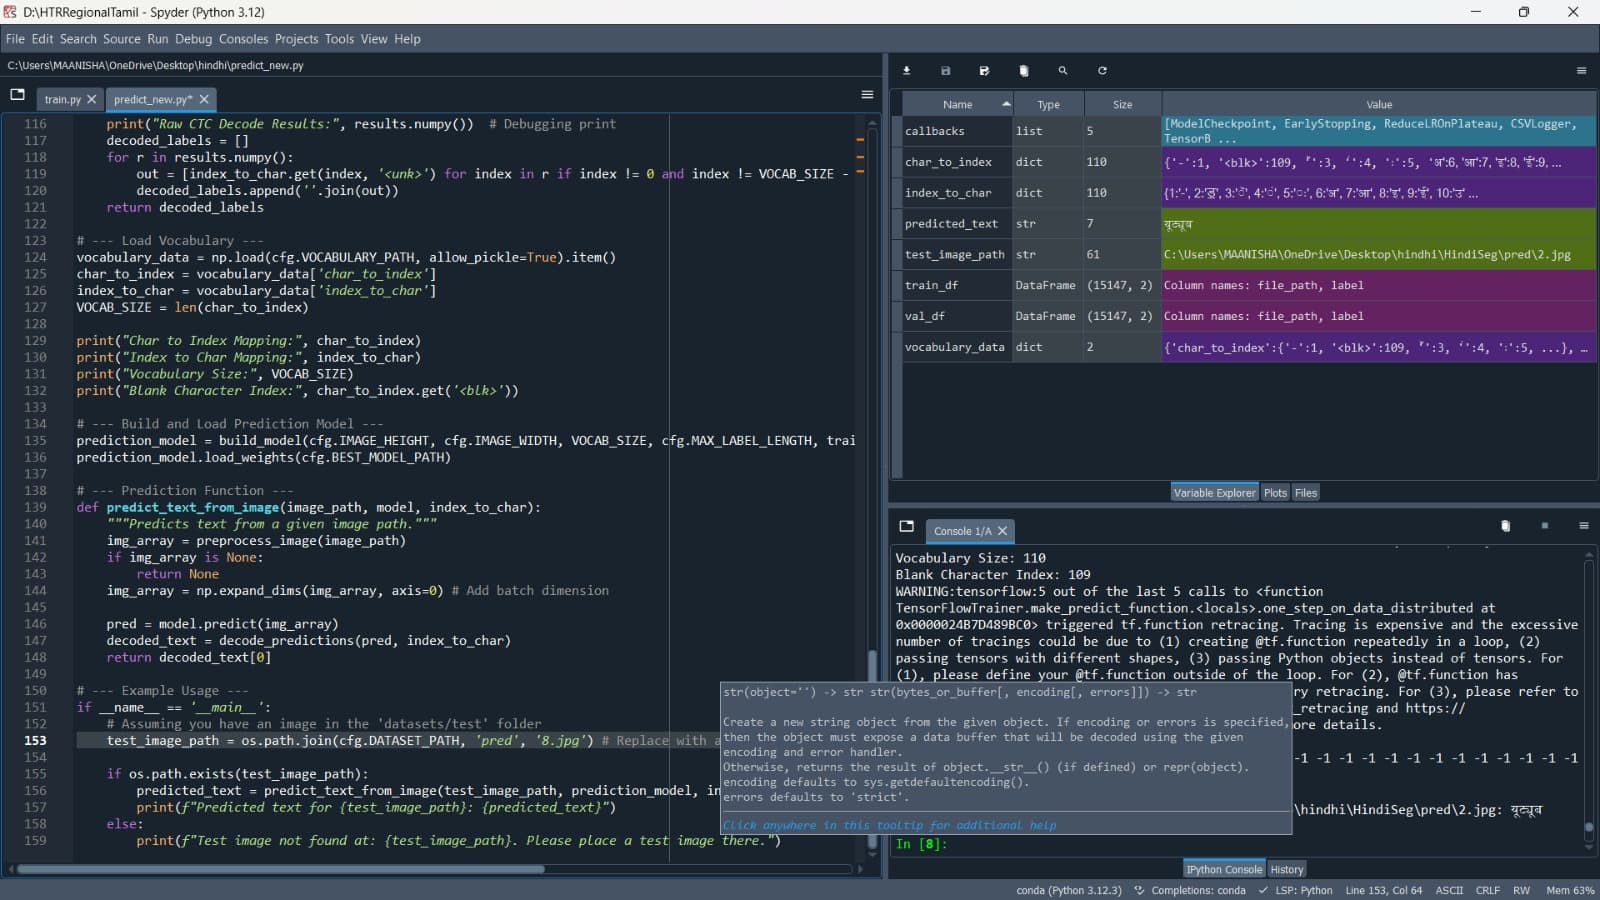 D:\HTRRegionalTamil - Spyder (Python 3.12)
File Edit Search Source Run Debug Consoles Projects Tools View Help
C:\Users\MAANISHA\OneDrive\Desktop\hindhi\predict_new.py
train.py
predict_new.py*
116 print("Raw CTC Decode Results:", results.numpy()) # Debugging print
117 decoded_labels = []
118 for r in results.numpy():
119 out = [index_to_char.get(index, '<unk>') for index in r if index != 0 and index != VOCAB_SIZE -
120 decoded_labels.append(''.join(out))
121 return decoded_labels
122
123 # --- Load Vocabulary ---
124 vocabulary_data = np.load(cfg.VOCABULARY_PATH, allow_pickle=True).item()
125 char_to_index = vocabulary_data['char_to_index']
126 index_to_char = vocabulary_data['index_to_char']
127 VOCAB_SIZE = len(char_to_index)
128
129 print("Char to Index Mapping:", char_to_index)
130 print("Index to Char Mapping:", index_to_char)
131 print("Vocabulary Size:", VOCAB_SIZE)
132 print("Blank Character Index:", char_to_index.get('<blk>'))
133
134 # --- Build and Load Prediction Model ---
135 prediction_model = build_model(cfg.IMAGE_HEIGHT, cfg.IMAGE_WIDTH, VOCAB_SIZE, cfg.MAX_LABEL_LENGTH, trai
136 prediction_model.load_weights(cfg.BEST_MODEL_PATH)
137
138 # --- Prediction Function ---
139 def predict_text_from_image(image_path, model, index_to_char):
140 """Predicts text from a given image path."""
141 img_array = preprocess_image(image_path)
142 if img_array is None:
143 return None
144 img_array = np.expand_dims(img_array, axis=0) # Add batch dimension
145
146 pred = model.predict(img_array)
147 decoded_text = decode_predictions(pred, index_to_char)
148 return decoded_text[0]
149
150 # --- Example Usage ---
151 if __name__ == '__main__':
152 # Assuming you have an image in the 'datasets/test' folder
153 test_image_path = os.path.join(cfg.DATASET_PATH, 'pred', '8.jpg') # Replace with a
154
155 if os.path.exists(test_image_path):
156 predicted_text = predict_text_from_image(test_image_path, prediction_model, in
157 print(f"Predicted text for {test_image_path}: {predicted_text}")
158 else:
159 print(f"Test image not found at: {test_image_path}. Please place a test image there.")
str(object='') -> str str(bytes_or_buffer[, encoding[, errors]]) -> str
Create a new string object from the given object. If encoding or errors is specified,
then the object must expose a data buffer that will be decoded using the given
encoding and error handler.
Otherwise, returns the result of object.__str__() (if defined) or repr(object).
encoding defaults to sys.getdefaultencoding().
errors defaults to 'strict'.
Click anywhere in this tooltip for additional help
Name Type Size Value
callbacks list 5 [ModelCheckpoint, EarlyStopping, ReduceLROnPlateau, CSVLogger,
TensorB ...
char_to_index dict 110 {'-':1, '<blk>':109, 'ँ':3, 'ं':4, 'ः':5, 'अ':6, 'आ':7, 'इ':8, 'ई':9, ...
index_to_char dict 110 {1:'-', 3:'ँ', 4:'ं', 5:'ः', 6:'अ', 7:'आ', 8:'इ', 9:'ई', 10:'उ' ...
predicted_text str 7 यूट्यूब
test_image_path str 61 C:\Users\MAANISHA\OneDrive\Desktop\hindhi\HindiSeg\pred\2.jpg
train_df DataFrame (15147, 2) Column names: file_path, label
val_df DataFrame (15147, 2) Column names: file_path, label
vocabulary_data dict 2 {'char_to_index':{'-':1, '<blk>':109, 'ँ':3, 'ं':4, 'ः':5, ...}, …
Variable Explorer Plots Files
Console 1/A
Vocabulary Size: 110
Blank Character Index: 109
WARNING:tensorflow:5 out of the last 5 calls to <function
TensorFlowTrainer.make_predict_function.<locals>.one_step_on_data_distributed at
0x0000024B7D489BC0> triggered tf.function retracing. Tracing is expensive and the excessive
number of tracings could be due to (1) creating @tf.function repeatedly in a loop, (2)
passing tensors with different shapes, (3) passing Python objects instead of tensors. For
(1), please define your @tf.function outside of the loop. For (2), @tf.function has
ry retracing. For (3), please refer to
_retracing and https://
ore details.
-1 -1 -1 -1 -1 -1 -1 -1 -1 -1 -1 -1 -1
\hindhi\HindiSeg\pred\2.jpg: यूट्यूब
In [8]:
IPython Console History
conda (Python 3.12.3) Completions: conda LSP: Python Line 153, Col 64 ASCII CRLF RW Mem 63%